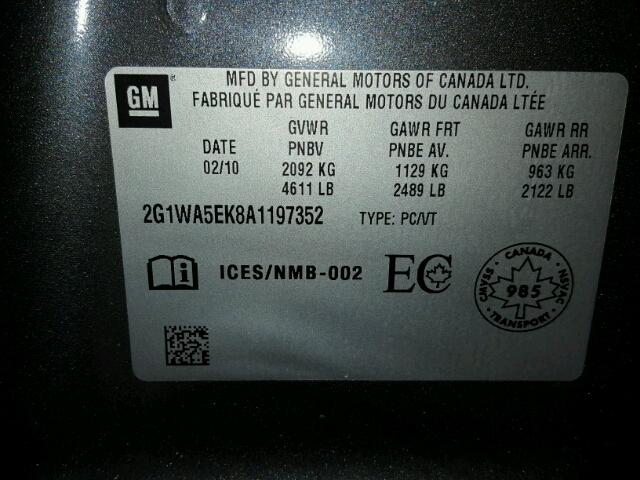 GM
MFD BY GENERAL MOTORS OF CANADA LTD.
FABRIQUÉ PAR GENERAL MOTORS DU CANADA LTÉE
GVWR GAWR FRT GAWR RR
DATE PNBV PNBE AV. PNBE ARR.
02/10 2092 KG 1129 KG 963 KG
4611 LB 2489 LB 2122 LB
2G1WA5EK8A1197352 TYPE: PC/VT
i ICES/NMB-002 EC
CANADA
CMVSS NSVAC
985
TRANSPORT